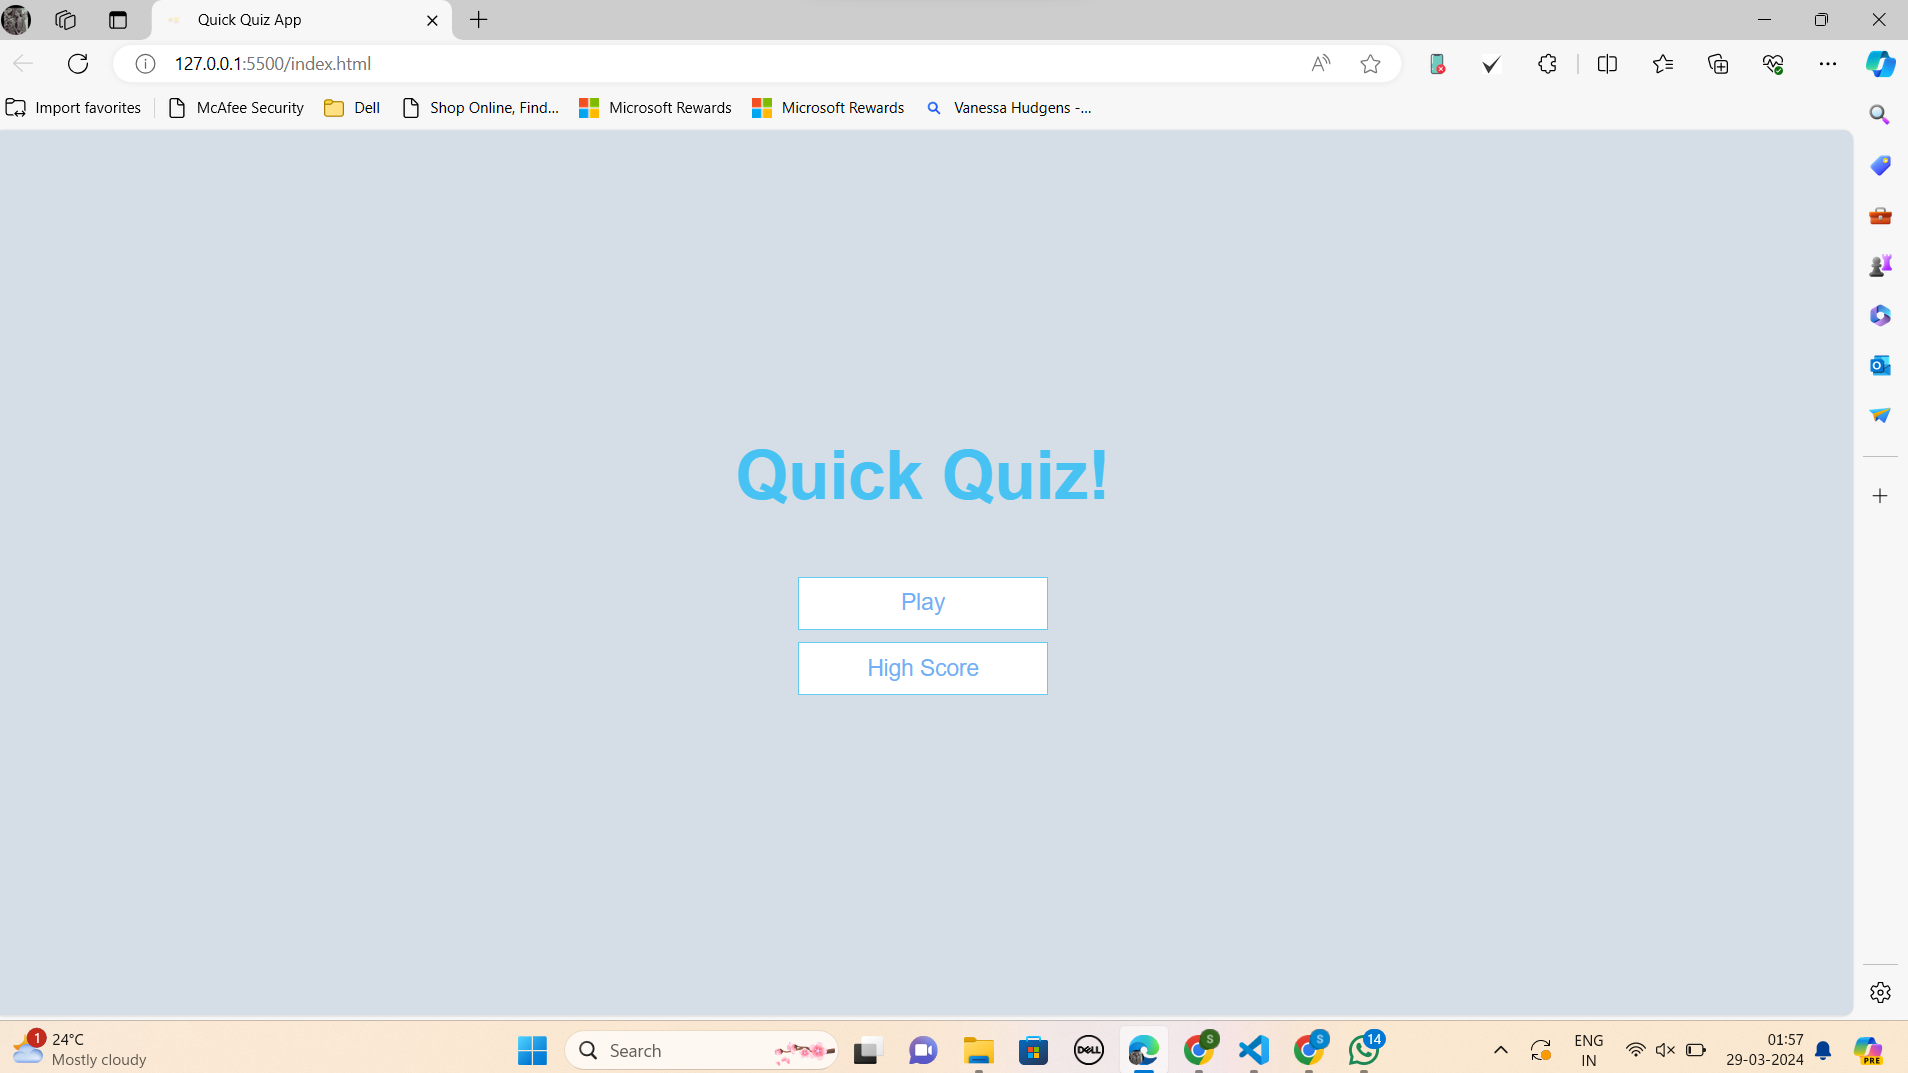 Quick Quiz App
127.0.0.1:5500/index.html
Import favorites
McAfee Security
Dell
Shop Online, Find...
Microsoft Rewards
Microsoft Rewards
Vanessa Hudgens -...
Quick Quiz!
Play
High Score
1
24°C
Mostly cloudy
Search
DELL
S
S
14
ENG
IN
01:57
29-03-2024
PRE